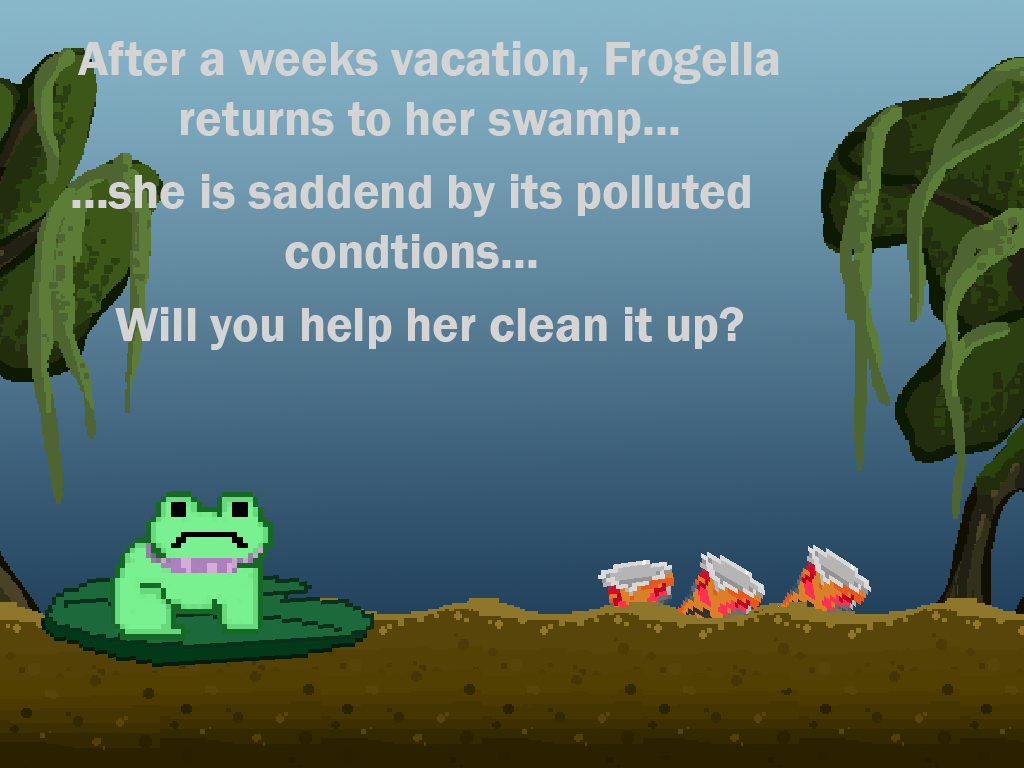 After a weeks vacation, Frogella
returns to her swamp...
...she is saddend by its polluted
condtions...
Will you help her clean it up?